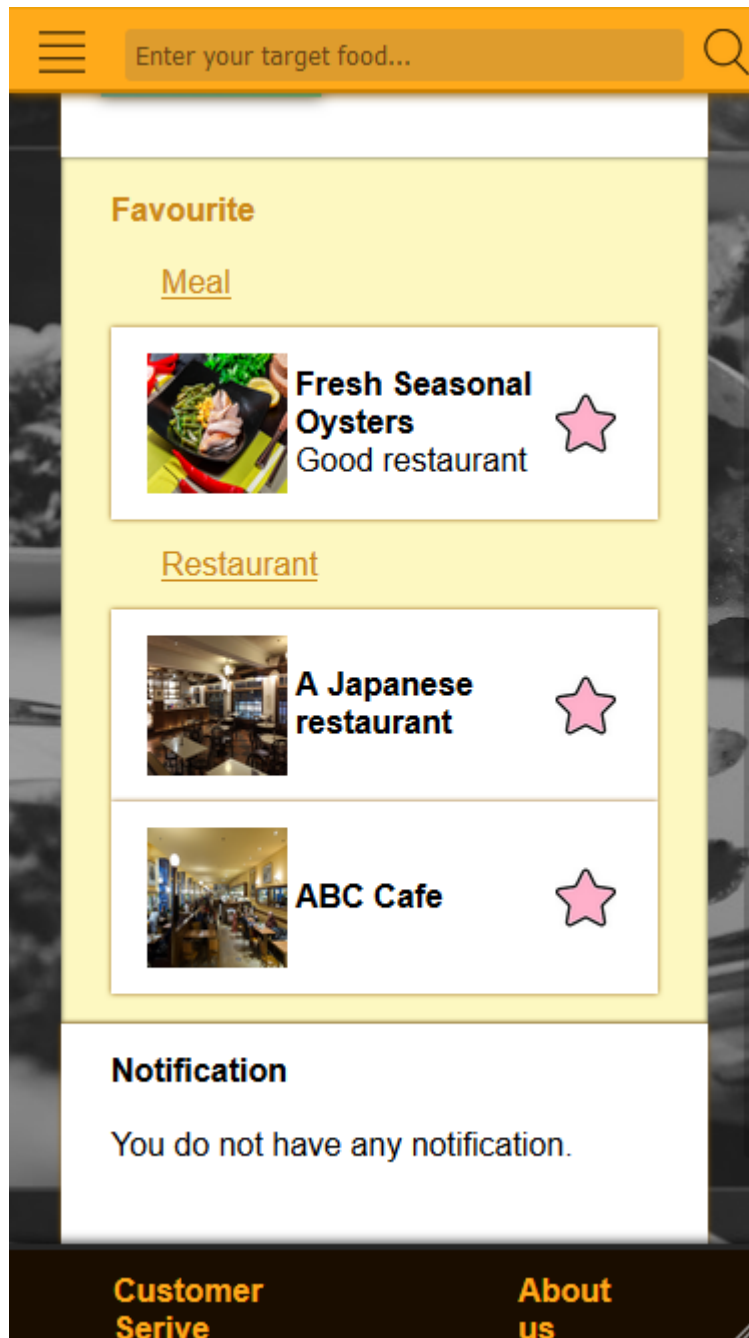 Enter your target food...
Favourite
Meal
Fresh Seasonal
Oysters
Good restaurant
Restaurant
A Japanese
restaurant
ABC Cafe
Notification
You do not have any notification.
Customer
Serive
About
us